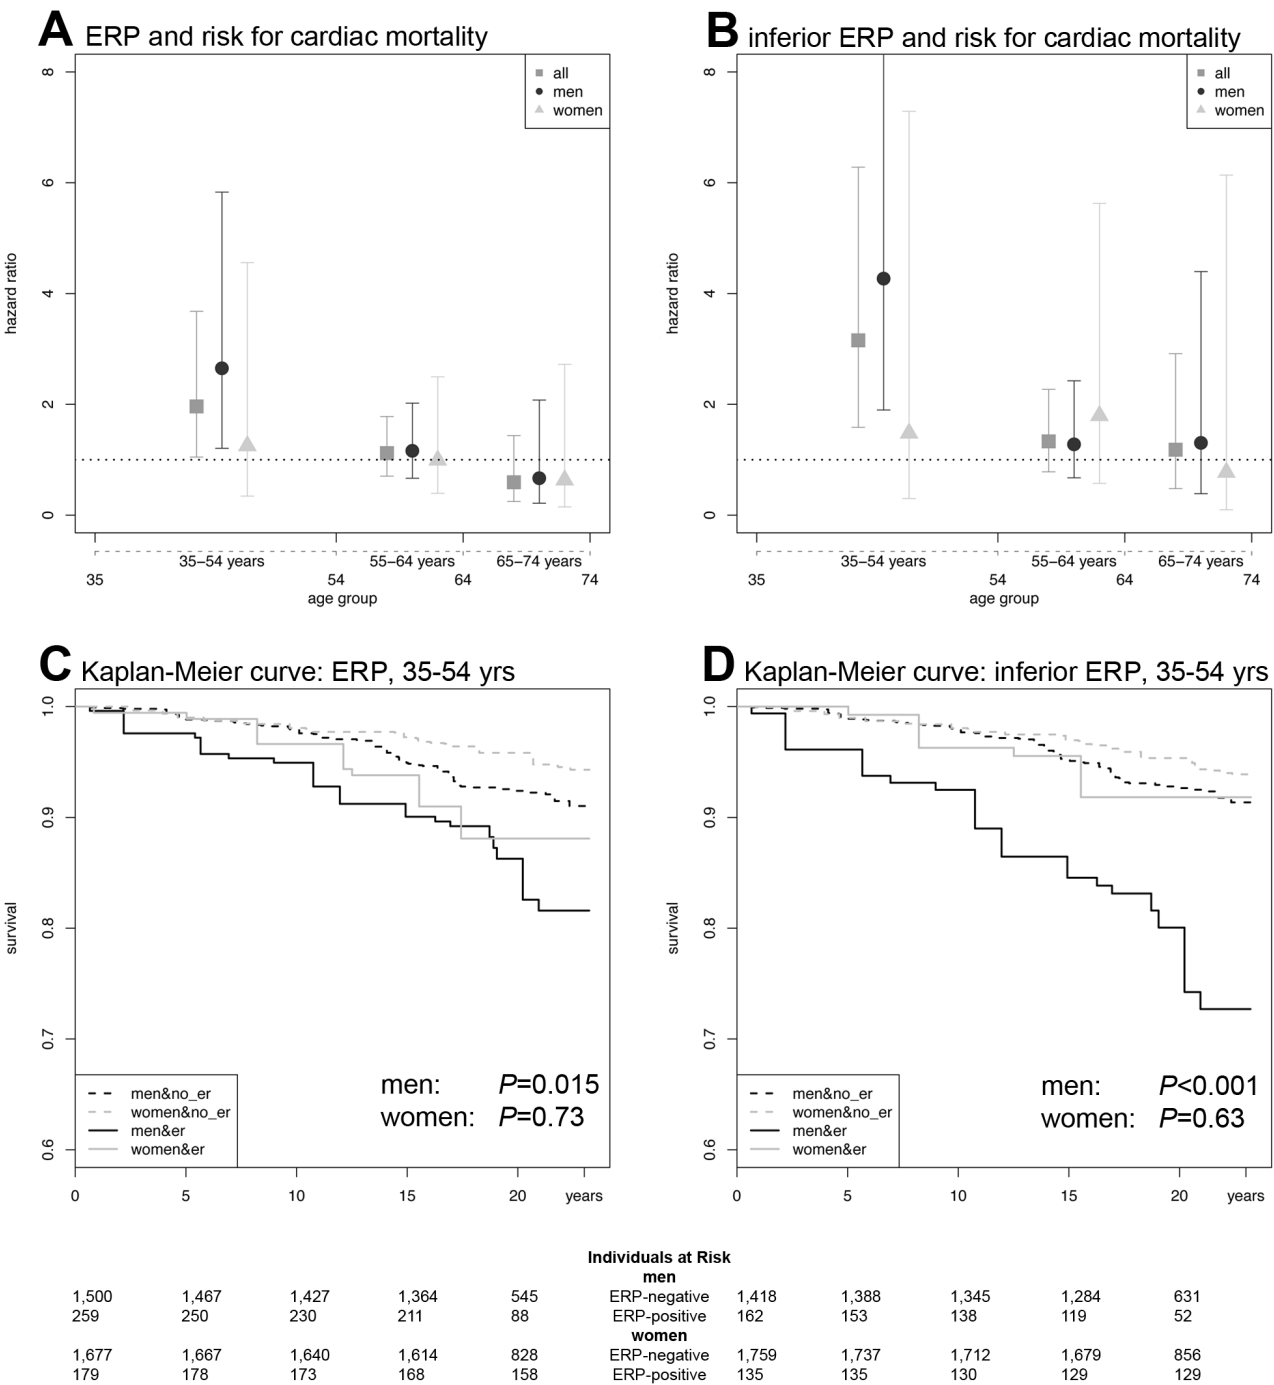 A ERP and risk for cardiac mortality
8
6
4
2
0
hazard ratio
all
men
women
35–54 years
55–64 years
65–74 years
35
54
64
74
age group
B inferior ERP and risk for cardiac mortality
8
6
4
2
0
hazard ratio
all
men
women
35–54 years
55–64 years
65–74 years
35
54
64
74
age group
C Kaplan-Meier curve: ERP, 35-54 yrs
1.0
0.9
0.8
0.7
0.6
survival
men&no_er
women&no_er
men&er
women&er
men: P=0.015
women: P=0.73
0 5 10 15 20 years
D Kaplan-Meier curve: inferior ERP, 35-54 yrs
1.0
0.9
0.8
0.7
0.6
survival
men&no_er
women&no_er
men&er
women&er
men: P<0.001
women: P=0.63
0 5 10 15 20 years
Individuals at Risk
men
1,500 1,467 1,427 1,364 545 ERP-negative 1,418 1,388 1,345 1,284 631
259 250 230 211 88 ERP-positive 162 153 138 119 52
women
1,677 1,667 1,640 1,614 828 ERP-negative 1,759 1,737 1,712 1,679 856
179 178 173 168 158 ERP-positive 135 135 130 129 129